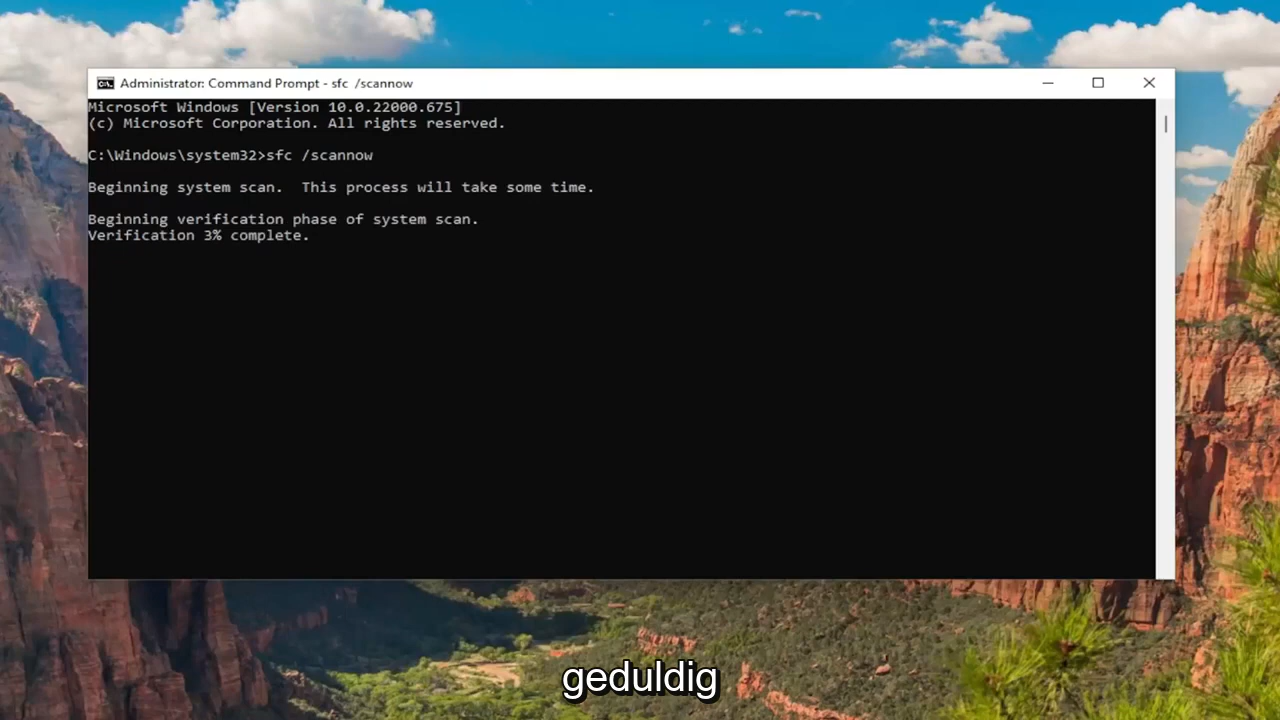 Administrator: Command Prompt - sfc /scannow
Microsoft Windows [Version 10.0.22000.675]
(c) Microsoft Corporation. All rights reserved.
C:\Windows\system32>sfc /scannow
Beginning system scan.  This process will take some time.
Beginning verification phase of system scan.
Verification 3% complete.
geduldig